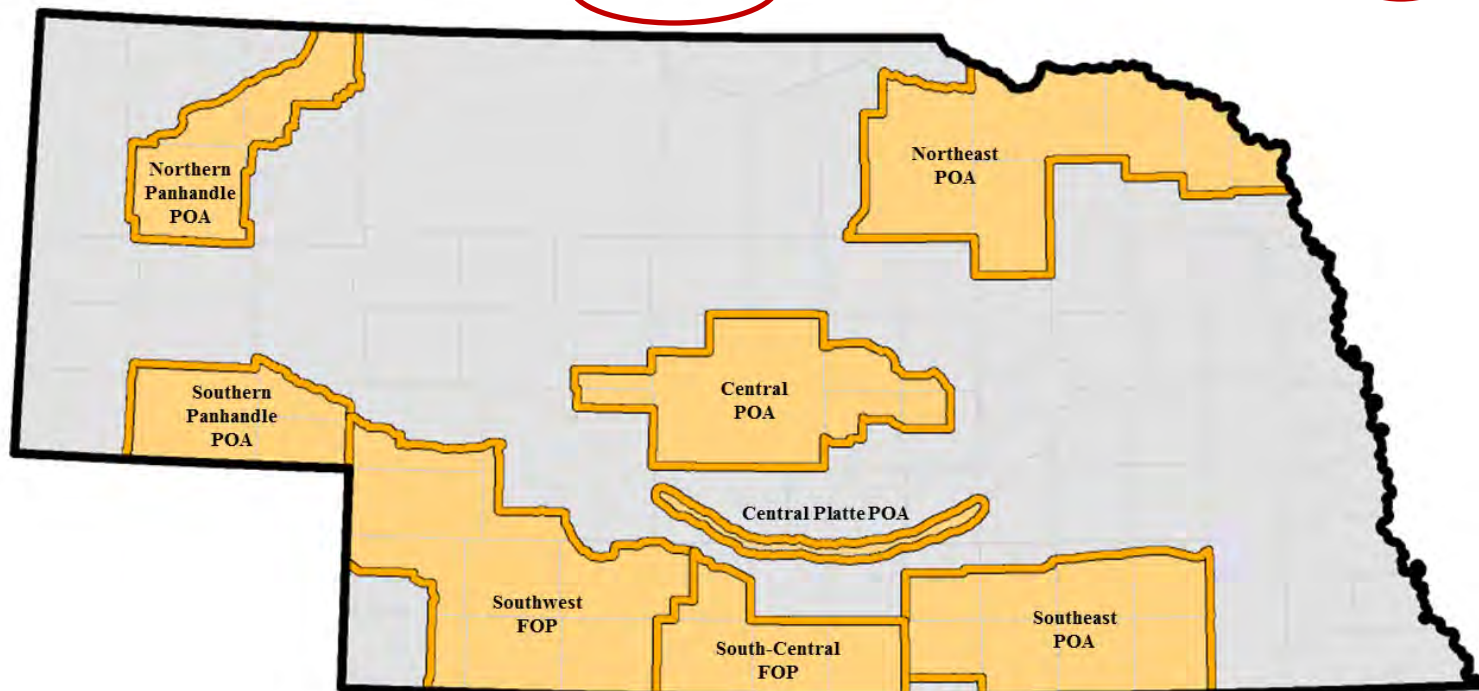 Northern
Panhandle
POA
Northeast
POA
Southern
Panhandle
POA
Central
POA
Central Platte POA
Southwest
FOP
South-Central
FOP
Southeast
POA